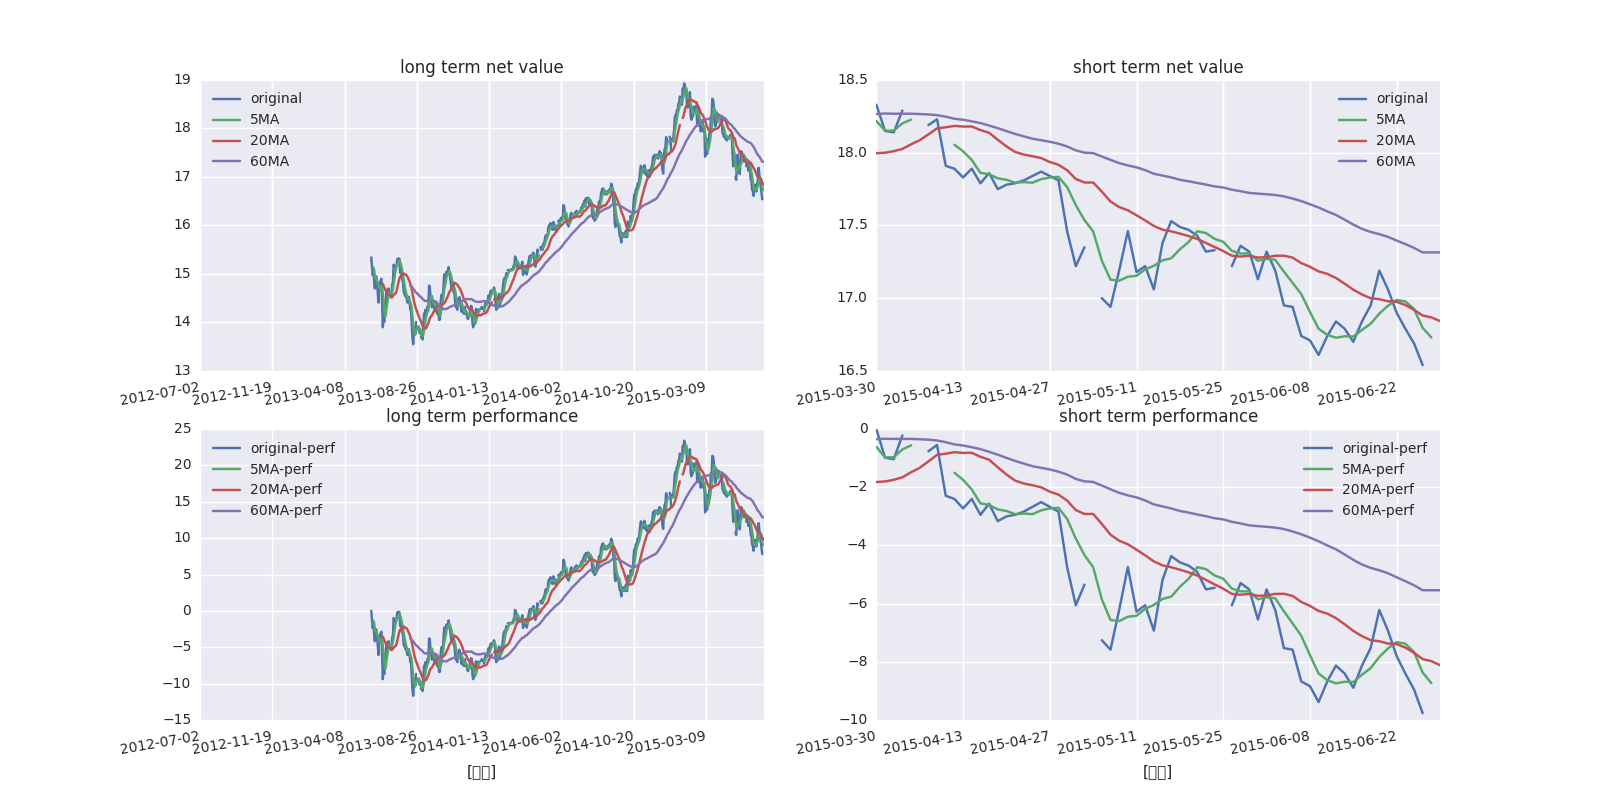 long term net value
19
18
17
16
15
14
13
original
5MA
20MA
60MA
2012-07-02 2012-11-19 2013-04-08 2013-08-26 2014-01-13 2014-06-02 2014-10-20 2015-03-09
short term net value
18.5
18.0
17.5
17.0
16.5
original
5MA
20MA
60MA
2015-03-30 2015-04-13 2015-04-27 2015-05-11 2015-05-25 2015-06-08 2015-06-22
long term performance
25
20
15
10
5
0
−5
−10
−15
original-perf
5MA-perf
20MA-perf
60MA-perf
2012-07-02 2012-11-19 2013-04-08 2013-08-26 2014-01-13 2014-06-02 2014-10-20 2015-03-09
short term performance
0
−2
−4
−6
−8
−10
original-perf
5MA-perf
20MA-perf
60MA-perf
2015-03-30 2015-04-13 2015-04-27 2015-05-11 2015-05-25 2015-06-08 2015-06-22